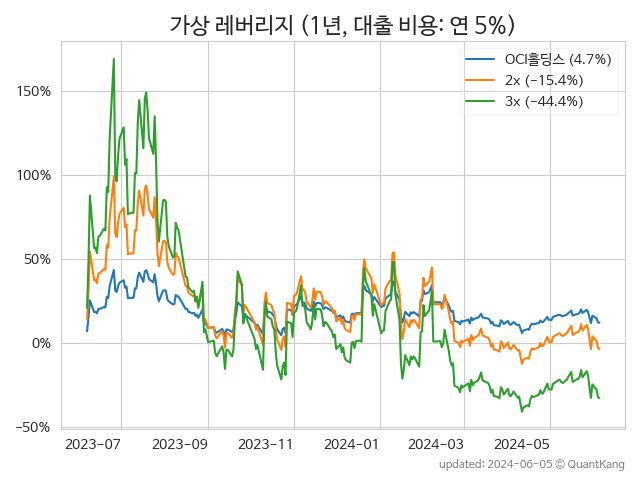 가상 레버리지 (1년, 대출 비용: 연 5%)
OCI홀딩스 (4.7%)
2x (−15.4%)
3x (−44.4%)
150%
100%
50%
0%
−50%
2023−07 2023−09 2023−11 2024−01 2024−03 2024−05
updated: 2024-06-05 © QuantKang